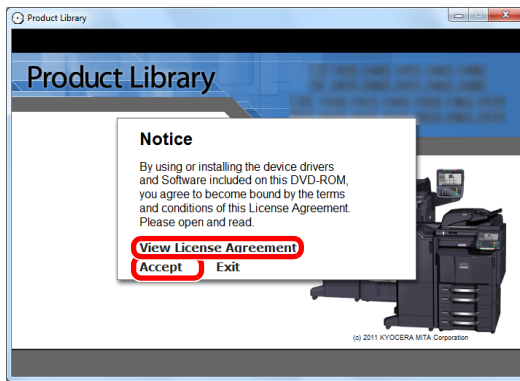 Product Library
Product Library
Notice
By using or installing the device drivers
and Software included on this DVD-ROM,
you agree to become bound by the terms
and conditions of this License Agreement.
Please open and read.
View License Agreement
Accept Exit
(c) 2011 KYOCERA MITA Corporation